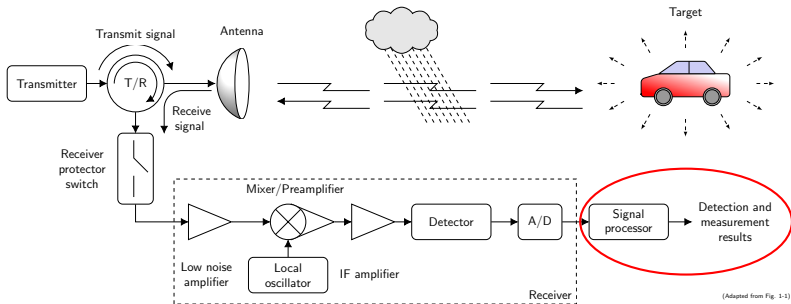 Target
Transmit signal
Antenna
Transmitter
T/R
Receive
signal
Receiver
protector
switch
Mixer/Preamplifier
Detector
A/D
Signal
processor
Detection and
measurement
results
Low noise
amplifier
Local
oscillator
IF amplifier
Receiver
(Adapted from Fig. 1-1)